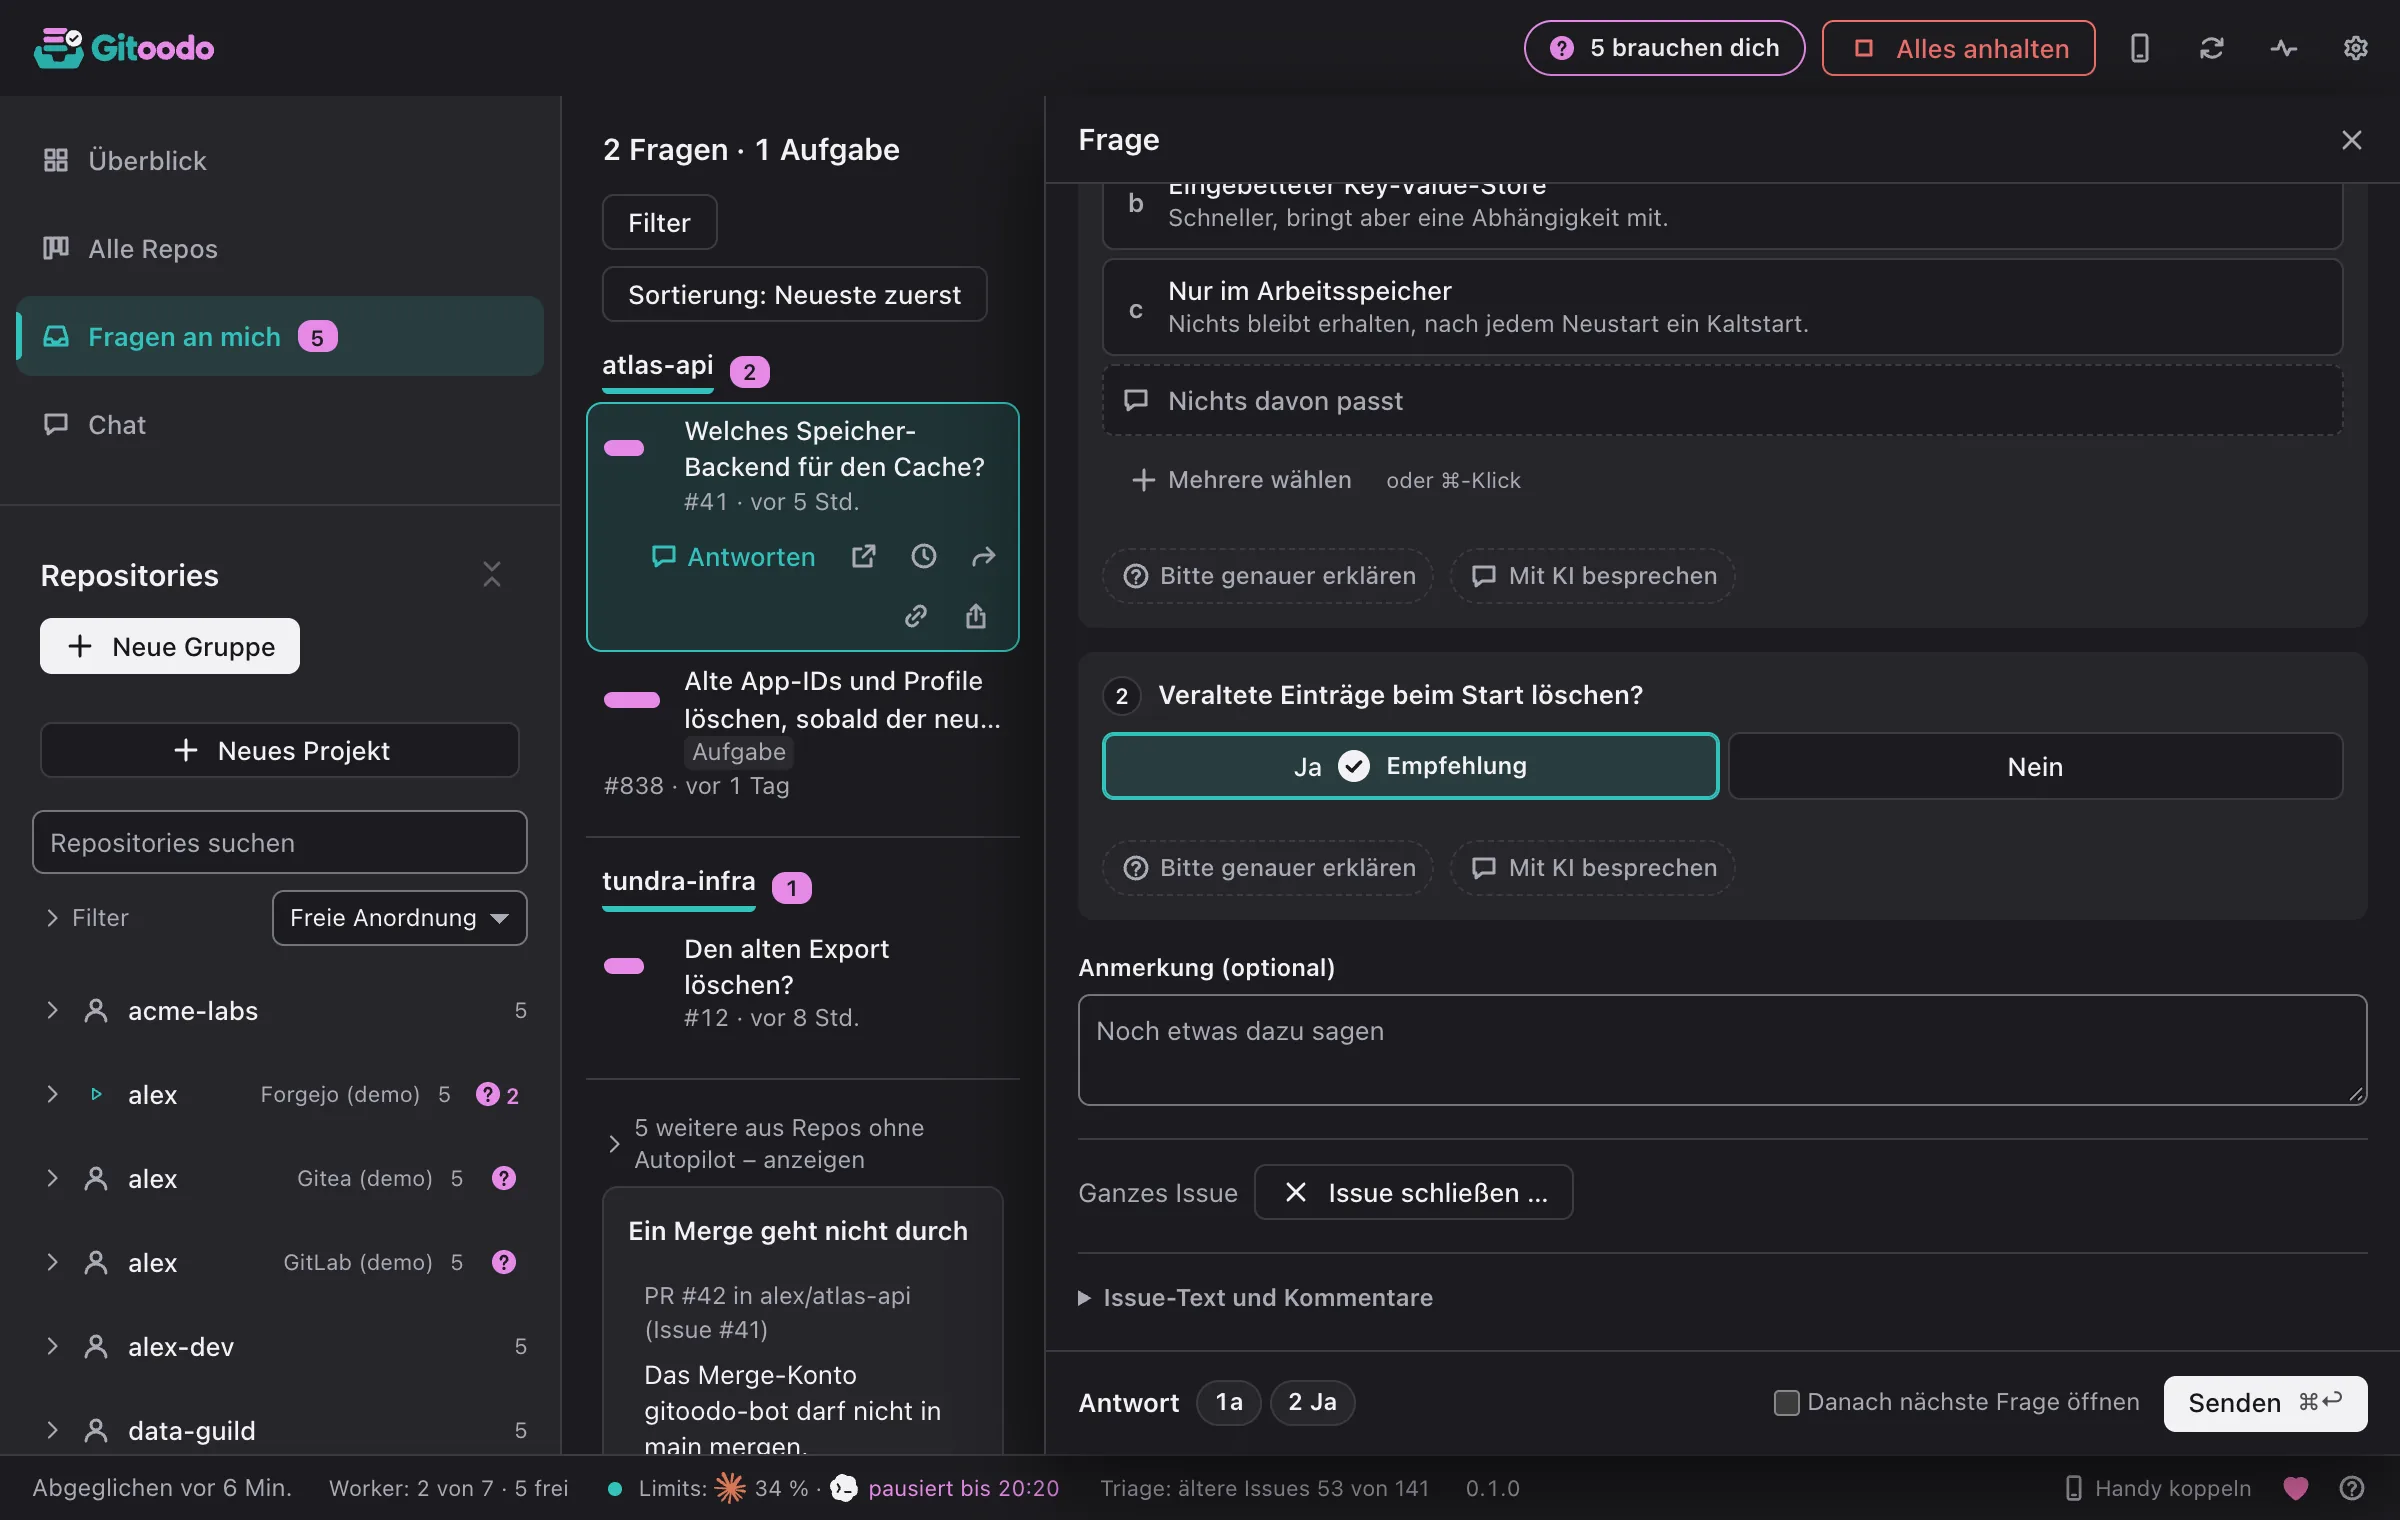 Gitoodo
5 brauchen dich
Alles anhalten
Überblick
Alle Repos
Fragen an mich 5
Chat
Repositories
Neue Gruppe
Neues Projekt
Repositories suchen
Filter
Freie Anordnung
acme-labs 5
alex Forgejo (demo) 5 ? 2
alex Gitea (demo) 5 ?
alex GitLab (demo) 5 ?
alex-dev 5
data-guild 5
2 Fragen · 1 Aufgabe
Filter
Sortierung: Neueste zuerst
atlas-api 2
Welches Speicher-
Backend für den Cache?
#41 · vor 5 Std.
Antworten
Alte App-IDs und Profile
löschen, sobald der neu...
Aufgabe
#838 · vor 1 Tag
tundra-infra 1
Den alten Export
löschen?
#12 · vor 8 Std.
5 weitere aus Repos ohne
Autopilot – anzeigen
Ein Merge geht nicht durch
PR #42 in alex/atlas-api
(Issue #41)
Das Merge-Konto
gitoodo-bot darf nicht in
main mergen.
Frage
b Eingebetteter Key-Value-Store
Schneller, bringt aber eine Abhängigkeit mit.
c Nur im Arbeitsspeicher
Nichts bleibt erhalten, nach jedem Neustart ein Kaltstart.
Nichts davon passt
Mehrere wählen oder ⌘-Klick
Bitte genauer erklären
Mit KI besprechen
2 Veraltete Einträge beim Start löschen?
Ja Empfehlung
Nein
Bitte genauer erklären
Mit KI besprechen
Anmerkung (optional)
Noch etwas dazu sagen
Ganzes Issue
Issue schließen ...
Issue-Text und Kommentare
Antwort 1a 2 Ja
Danach nächste Frage öffnen
Senden ⌘↩
Abgeglichen vor 6 Min.
Worker: 2 von 7 · 5 frei
Limits: 34 % · pausiert bis 20:20
Triage: ältere Issues 53 von 141
0.1.0
Handy koppeln